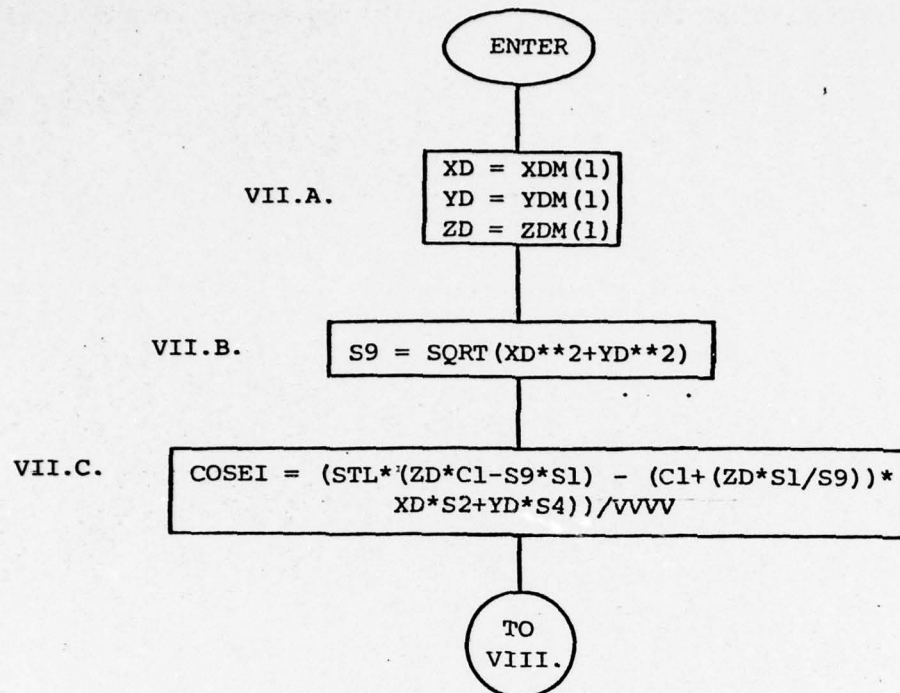 ENTER
VII.A.
XD = XDM(1)
YD = YDM(1)
ZD = ZDM(1)
VII.B.
S9 = SQRT(XD**2+YD**2)
VII.C.
COSEI = (STL*(ZD*C1-S9*S1) - (C1+(ZD*S1/S9))*
XD*S2+YD*S4))/VVVV
TO
VIII.